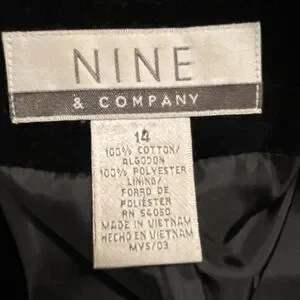 NINE
& COMPANY
14
100% COTTON/
ALGODON
100% POLYESTER
LINING/
FORRO DE
POLIESTER
RN 54050
MADE IN VIETNAM
HECHO EN VIETNAM
MVS/03